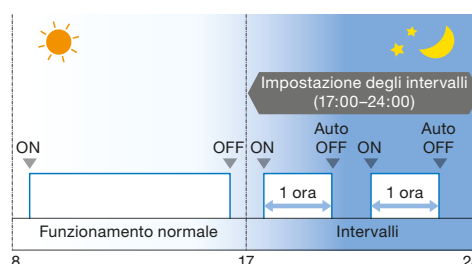 Impostazione degli intervalli
(17:00–24:00)
Auto Auto
ON OFF ON OFF ON OFF
1 ora 1 ora
Funzionamento normale Intervalli
8 17 2